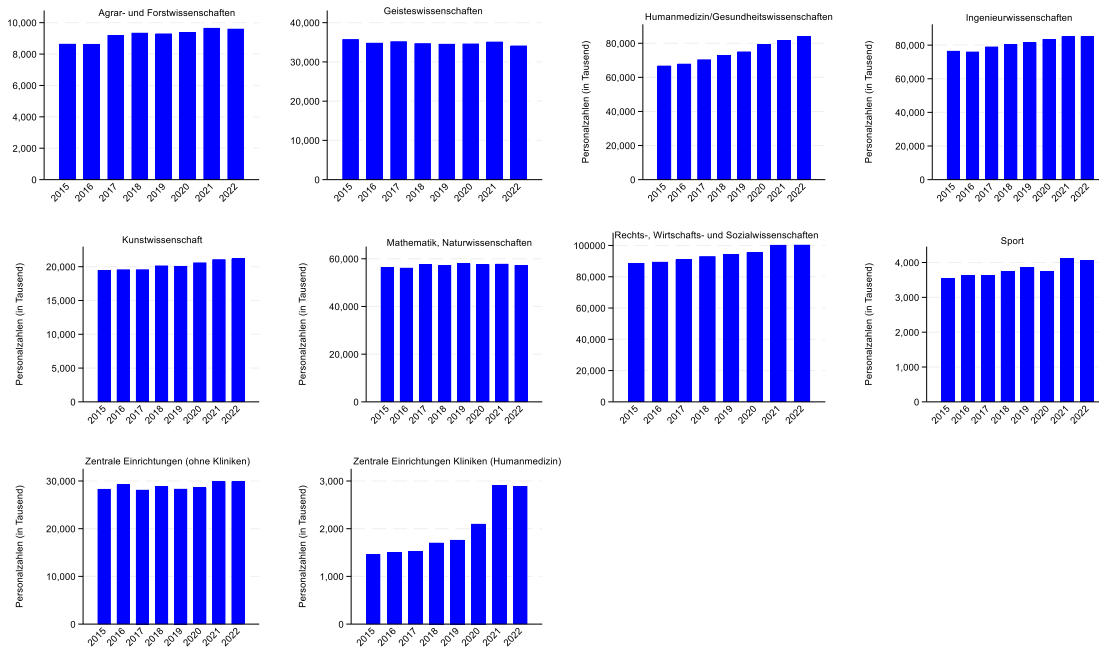 Agrar- und Forstwissenschaften
10,000
8,000
6,000
4,000
2,000
0
2015 2016 2017 2018 2019 2020 2021 2022
Geisteswissenschaften
40,000
30,000
20,000
10,000
0
2015 2016 2017 2018 2019 2020 2021 2022
Humanmedizin/Gesundheitswissenschaften
Personalzahlen (in Tausend)
80,000
60,000
40,000
20,000
0
2015 2016 2017 2018 2019 2020 2021 2022
Ingenieurwissenschaften
Personalzahlen (in Tausend)
80,000
60,000
40,000
20,000
0
2015 2016 2017 2018 2019 2020 2021 2022
Kunstwissenschaft
Personalzahlen (in Tausend)
20,000
15,000
10,000
5,000
0
2015 2016 2017 2018 2019 2020 2021 2022
Mathematik, Naturwissenschaften
Personalzahlen (in Tausend)
60,000
40,000
20,000
0
2015 2016 2017 2018 2019 2020 2021 2022
Rechts-, Wirtschafts- und Sozialwissenschaften
Personalzahlen (in Tausend)
100000
80,000
60,000
40,000
20,000
0
2015 2016 2017 2018 2019 2020 2021 2022
Sport
Personalzahlen (in Tausend)
4,000
3,000
2,000
1,000
0
2015 2016 2017 2018 2019 2020 2021 2022
Zentrale Einrichtungen (ohne Kliniken)
Personalzahlen (in Tausend)
30,000
20,000
10,000
0
2015 2016 2017 2018 2019 2020 2021 2022
Zentrale Einrichtungen Kliniken (Humanmedizin)
Personalzahlen (in Tausend)
3,000
2,000
1,000
0
2015 2016 2017 2018 2019 2020 2021 2022